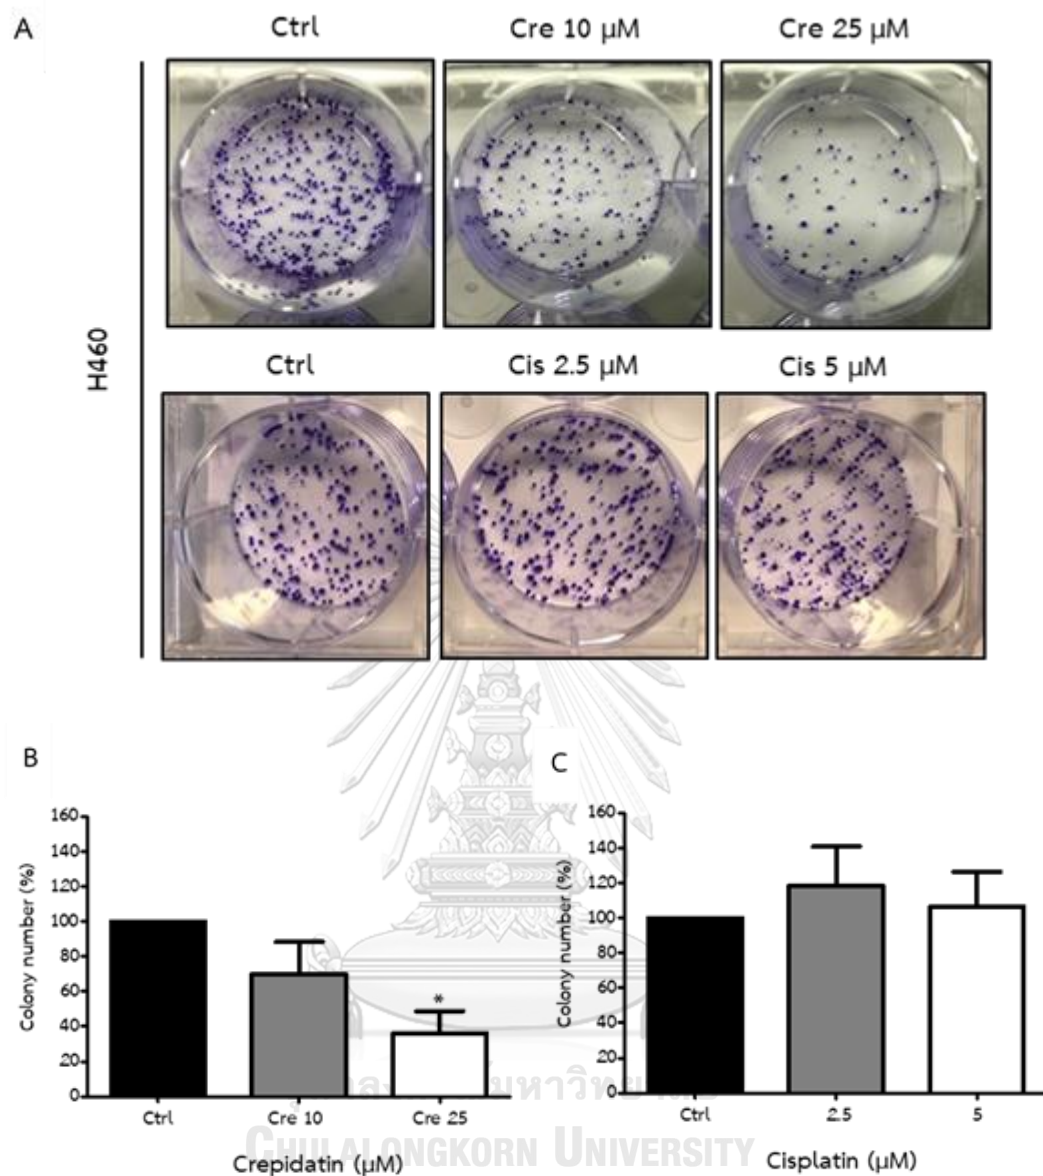 A
Ctrl Cre 10 µM Cre 25 µM
H460
Ctrl Cis 2.5 µM Cis 5 µM
B
Colony number (%)
160
140
120
100
80
60
40
20
0
*
Ctrl Cre 10 Cre 25
Crepidatin (µM)
C
Colony number (%)
160
140
120
100
80
60
40
20
0
Ctrl 2.5 5
Cisplatin (µM)
CHULALONGKORN UNIVERSITY